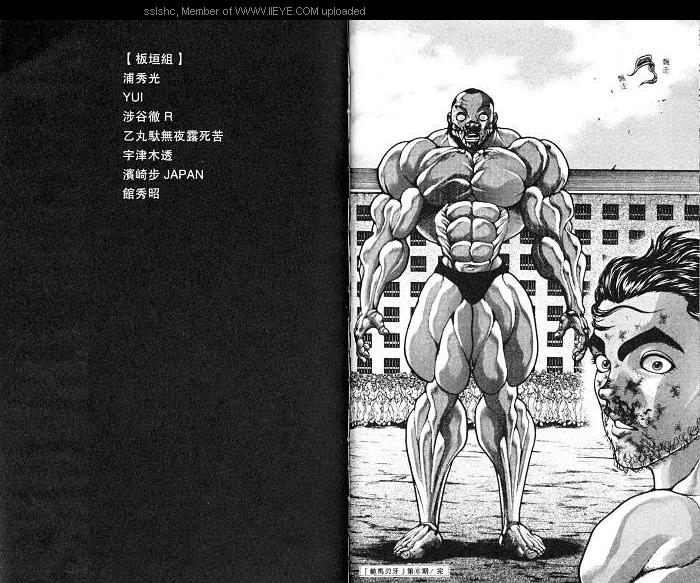 sslshc, Member of VWWW.IIEYE.COM uploaded
【 板垣組 】
浦秀光
YUI
渉谷徹 R
乙丸駄無夜露死苦
宇津木透
濱崎步 JAPAN
館秀昭
「範馬刃牙」第6期／完